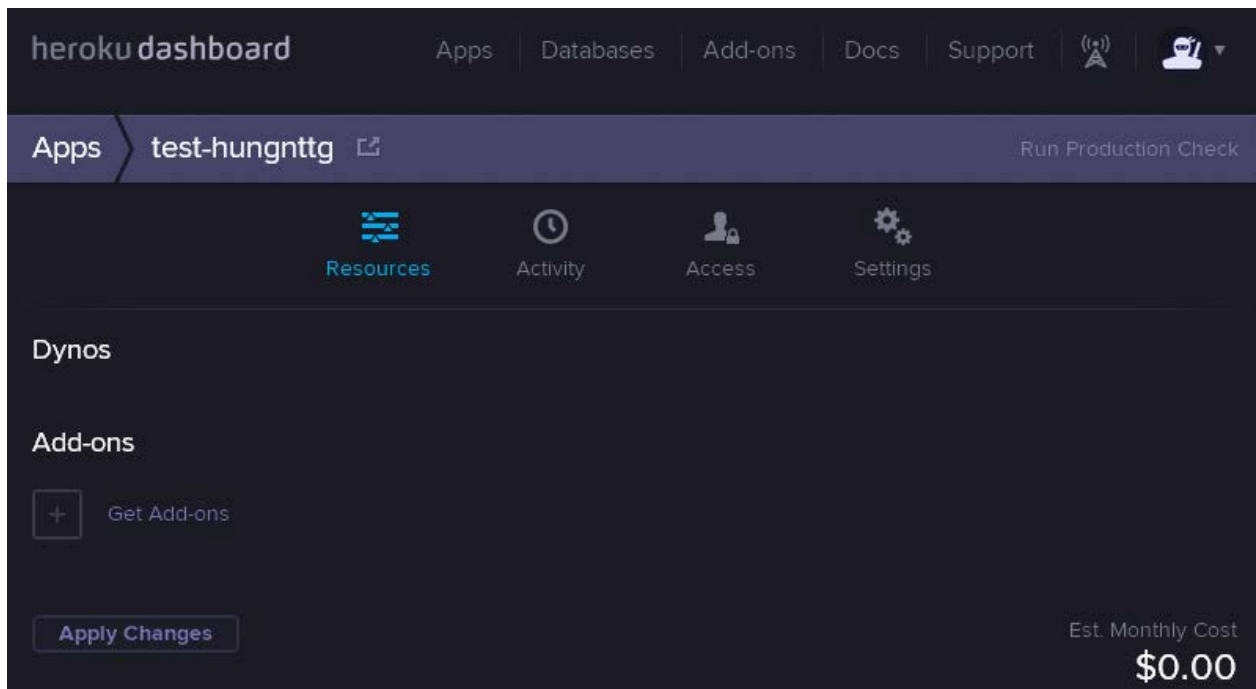 heroku dashboard Apps Databases Add-ons Docs Support
Apps test-hungnttg Run Production Check
Resources Activity Access Settings
Dynos
Add-ons
+ Get Add-ons
Apply Changes Est. Monthly Cost
$0.00